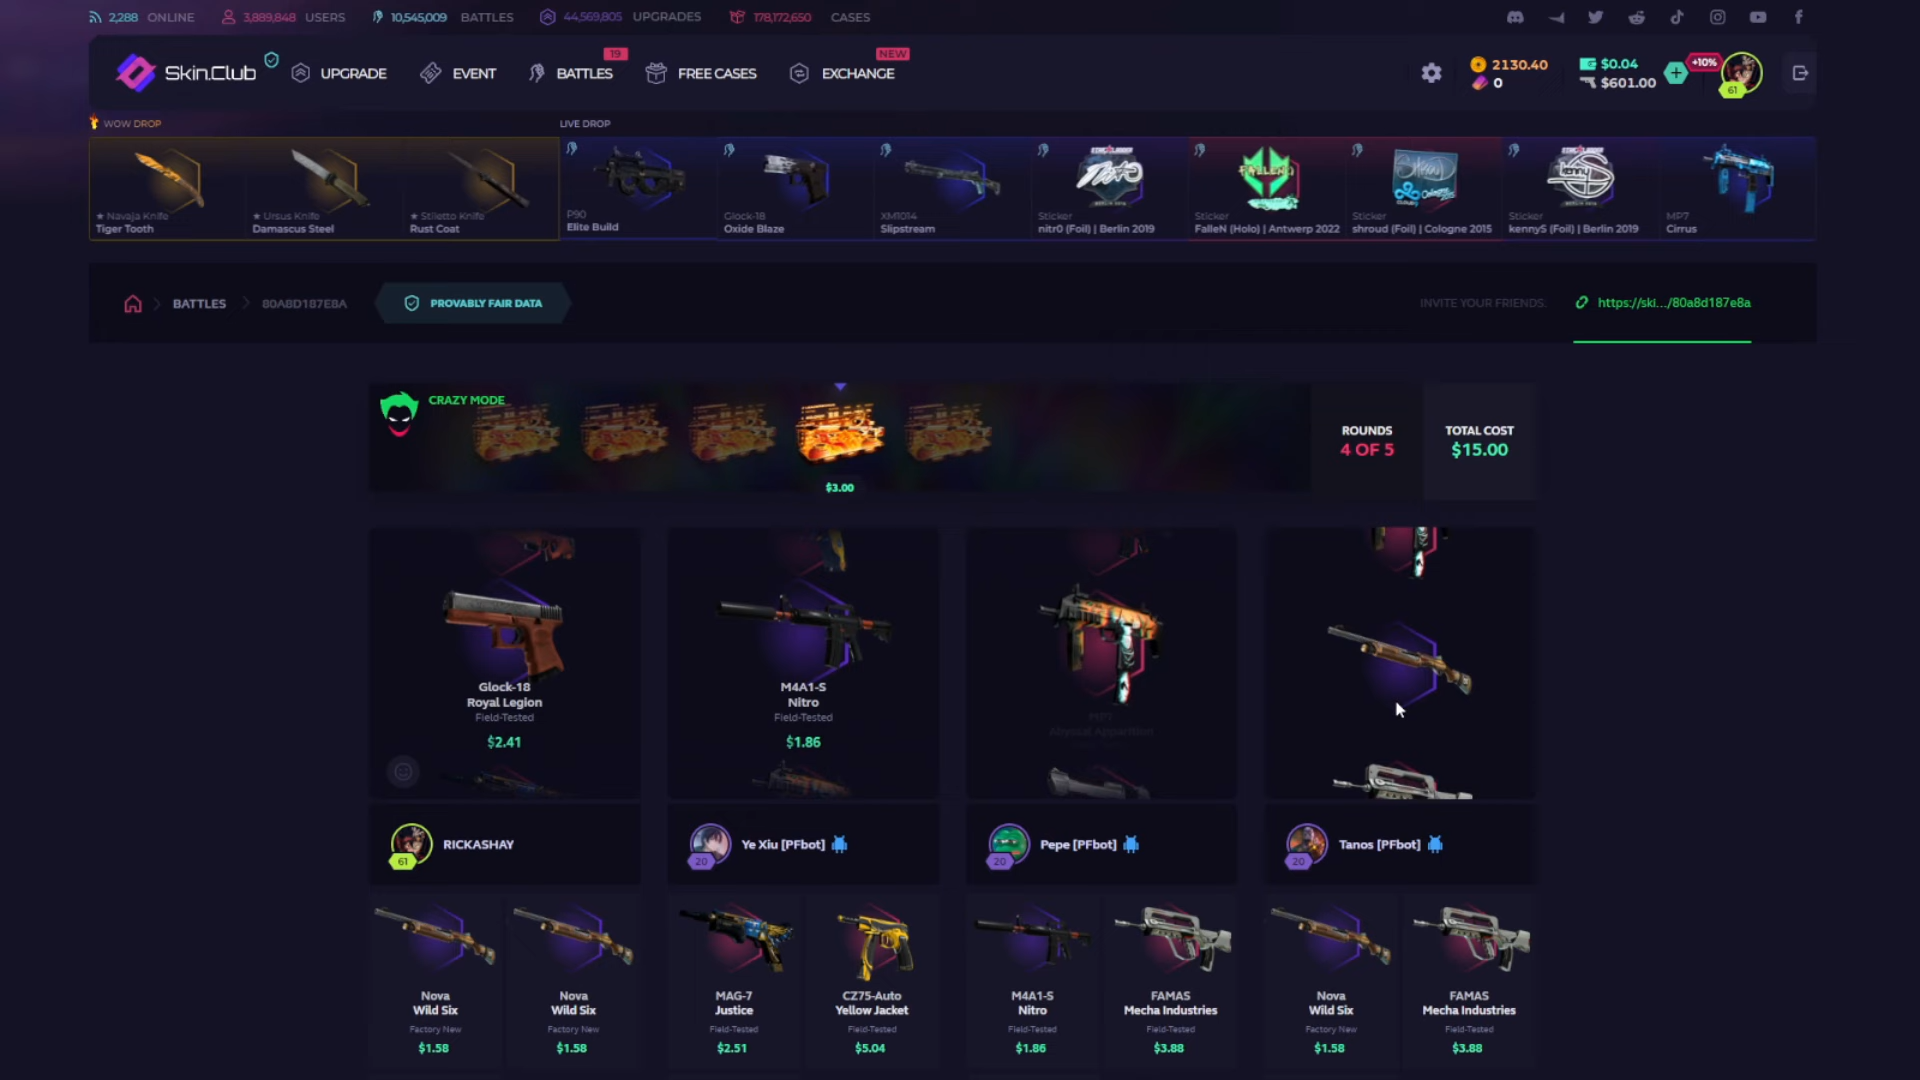 2,288 ONLINE 3,889,848 USERS 10,545,009 BATTLES 44,569,805 UPGRADES 178,172,650 CASES
Skin.Club UPGRADE EVENT BATTLES 19 FREE CASES EXCHANGE NEW
2130.40 $0.04 +10%
0 $601.00 61
WOW DROP LIVE DROP
★ Navaja Knife ★ Ursus Knife ★ Stiletto Knife P90 Glock-18 XM1014 Sticker Sticker Sticker Sticker MP7
Tiger Tooth Damascus Steel Rust Coat Elite Build Oxide Blaze Slipstream nitr0 (Foil) | Berlin 2019 FalleN (Holo) | Antwerp 2022 shroud (Foil) | Cologne 2015 kennyS (Foil) | Berlin 2019 Cirrus
BATTLES 80A8D187E8A PROVABLY FAIR DATA INVITE YOUR FRIENDS: https://ski.../80a8d187e8a
CRAZY MODE
ROUNDS TOTAL COST
4 OF 5 $15.00
$3.00
Glock-18 M4A1-S
Royal Legion Nitro
Field-Tested Field-Tested MP7
$2.41 $1.86 Abyssal Apparition
61 RICKASHAY 20 Ye Xiu [PFbot] 20 Pepe [PFbot] 20 Tanos [PFbot]
Nova Nova MAG-7 CZ75-Auto M4A1-S FAMAS Nova FAMAS
Wild Six Wild Six Justice Yellow Jacket Nitro Mecha Industries Wild Six Mecha Industries
Factory New Factory New Field-Tested Field-Tested Field-Tested Field-Tested Factory New Field-Tested
$1.58 $1.58 $2.51 $5.04 $1.86 $3.88 $1.58 $3.88